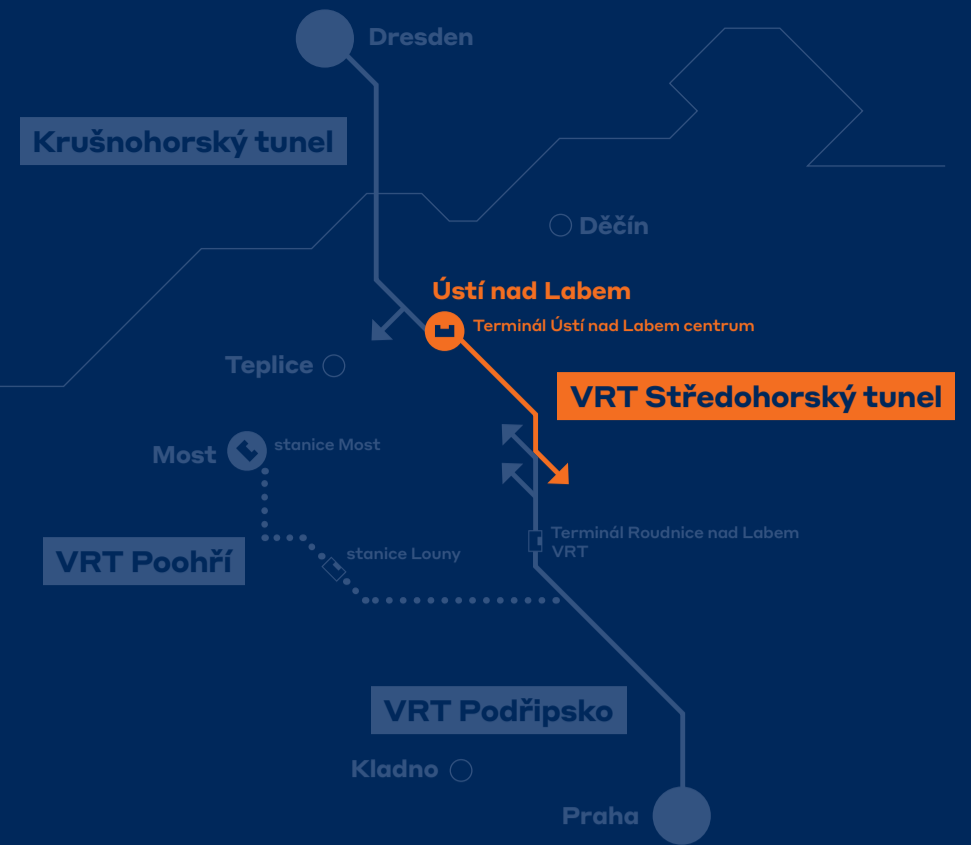 Dresden
Krušnohorský tunel
Děčín
Ústí nad Labem
Terminál Ústí nad Labem centrum
Teplice
VRT Středohorský tunel
Most
stanice Most
Terminál Roudnice nad Labem
VRT
VRT Poohří
stanice Louny
VRT Podřipsko
Kladno
Praha